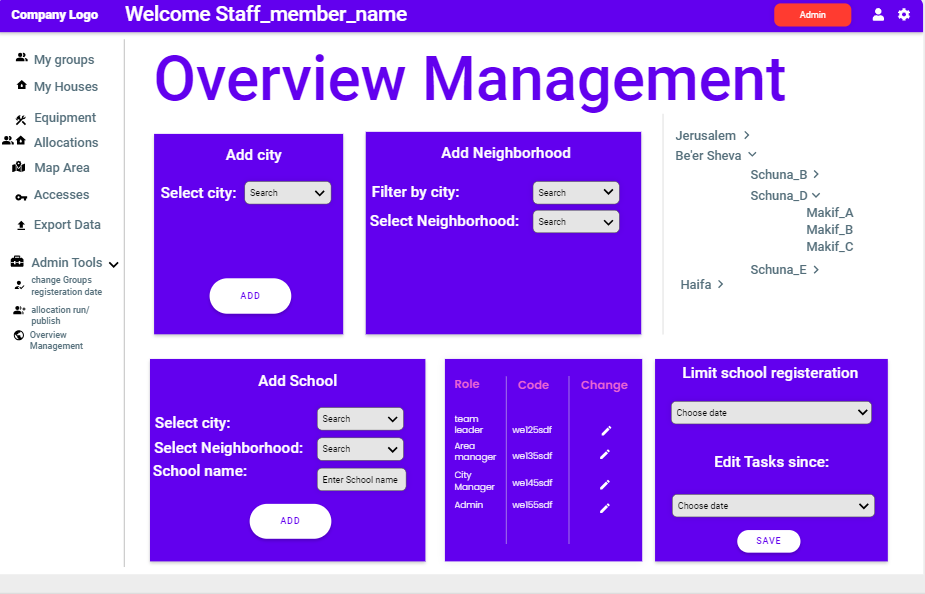 Company Logo
Welcome Staff_member_name
Admin
My groups
My Houses
Equipment
Allocations
Map Area
Accesses
Export Data
Admin Tools
change Groups
registeration date
allocation run/
publish
Overview
Management
Overview Management
Add city
Select city:
Search
ADD
Add Neighborhood
Filter by city:
Search
Select Neighborhood:
Search
Jerusalem
Be'er Sheva
Schuna_B
Schuna_D
Makif_A
Makif_B
Makif_C
Schuna_E
Haifa
Add School
Select city:
Search
Select Neighborhood:
Search
School name:
Enter School name
ADD
Role Code Change
team
leader
we125sdf
Area
manager
we135sdf
City
Manager
we145sdf
Admin
we155sdf
Limit school registeration
Choose date
Edit Tasks since:
Choose date
SAVE